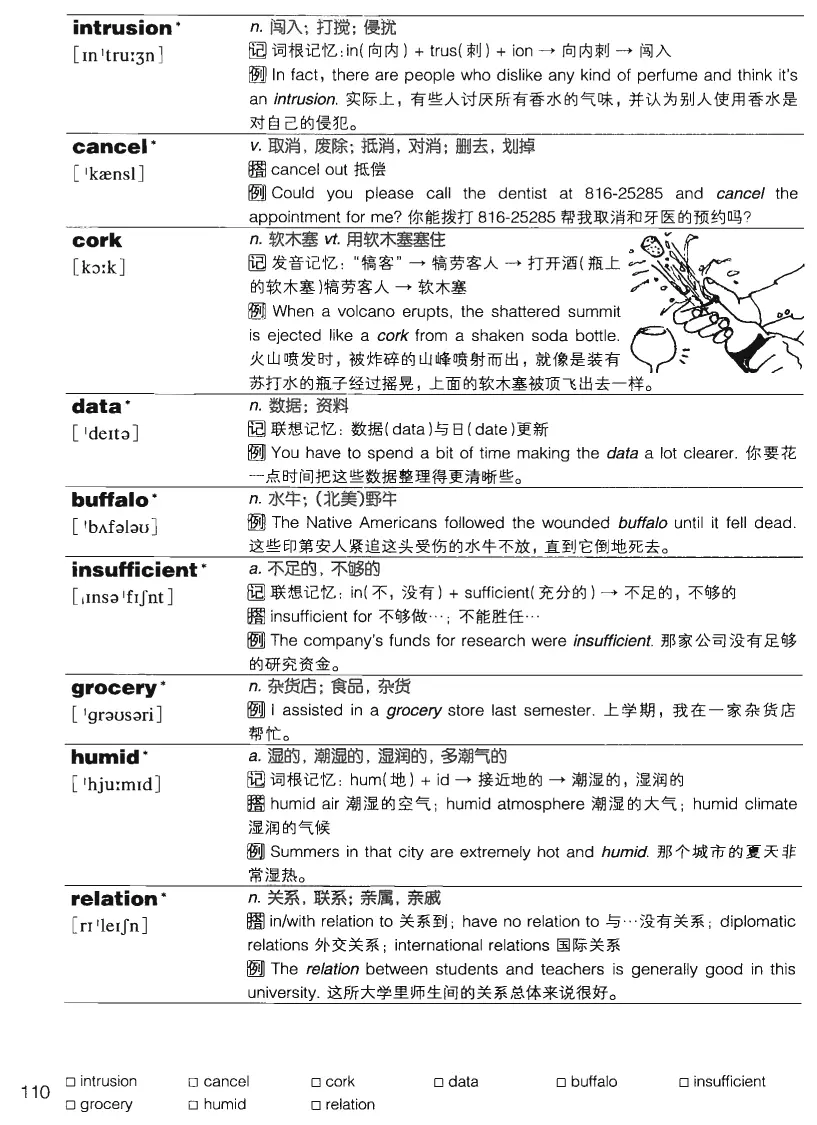 intrusion*
n. 闯入；打搅；侵扰
[ɪnˈtruːʒn]
记 词根记忆：in(向内) + trus(刺) + ion → 向内刺 → 闯入
例 In fact, there are people who dislike any kind of perfume and think it's
an intrusion. 实际上，有些人讨厌所有香水的气味，并认为别人使用香水是
对自己的侵犯。
cancel*
v. 取消，废除；抵消，对消；删去，划掉
[ˈkænsl]
搭 cancel out 抵偿
例 Could you please call the dentist at 816-25285 and cancel the
appointment for me? 你能拨打 816-25285 帮我取消和牙医的预约吗？
cork
n. 软木塞 vt. 用软木塞塞住
[kɔːk]
记 发音记忆：“犒客” → 犒劳客人 → 打开酒(瓶上
的软木塞)犒劳客人 → 软木塞
例 When a volcano erupts, the shattered summit
is ejected like a cork from a shaken soda bottle.
火山喷发时，被炸碎的山峰喷射而出，就像是装有
苏打水的瓶子经过摇晃，上面的软木塞被顶飞出去一样。
data*
n. 数据；资料
[ˈdeɪtə]
记 联想记忆：数据(data)与日(date)更新
例 You have to spend a bit of time making the data a lot clearer. 你要花
一点时间把这些数据整理得更清晰些。
buffalo*
n. 水牛；(北美)野牛
[ˈbʌfələʊ]
例 The Native Americans followed the wounded buffalo until it fell dead.
这些印第安人紧追这头受伤的水牛不放，直到它倒地死去。
insufficient*
a. 不足的，不够的
[ˌɪnsəˈfɪʃnt]
记 联想记忆：in(不，没有) + sufficient(充分的) → 不足的，不够的
搭 insufficient for 不够做…；不能胜任…
例 The company's funds for research were insufficient. 那家公司没有足够
的研究资金。
grocery*
n. 杂货店；食品，杂货
[ˈɡrəʊsəri]
例 I assisted in a grocery store last semester. 上学期，我在一家杂货店
帮忙。
humid*
a. 湿的，潮湿的，湿润的，多潮气的
[ˈhjuːmɪd]
记 词根记忆：hum(地) + id → 接近地的 → 潮湿的，湿润的
搭 humid air 潮湿的空气；humid atmosphere 潮湿的大气；humid climate
湿润的气候
例 Summers in that city are extremely hot and humid. 那个城市的夏天非
常湿热。
relation*
n. 关系，联系；亲属，亲戚
[rɪˈleɪʃn]
搭 in/with relation to 关系到；have no relation to 与…没有关系；diplomatic
relations 外交关系；international relations 国际关系
例 The relation between students and teachers is generally good in this
university. 这所大学里师生间的关系总体来说很好。
110
□ intrusion □ cancel □ cork □ data □ buffalo □ insufficient
□ grocery □ humid □ relation